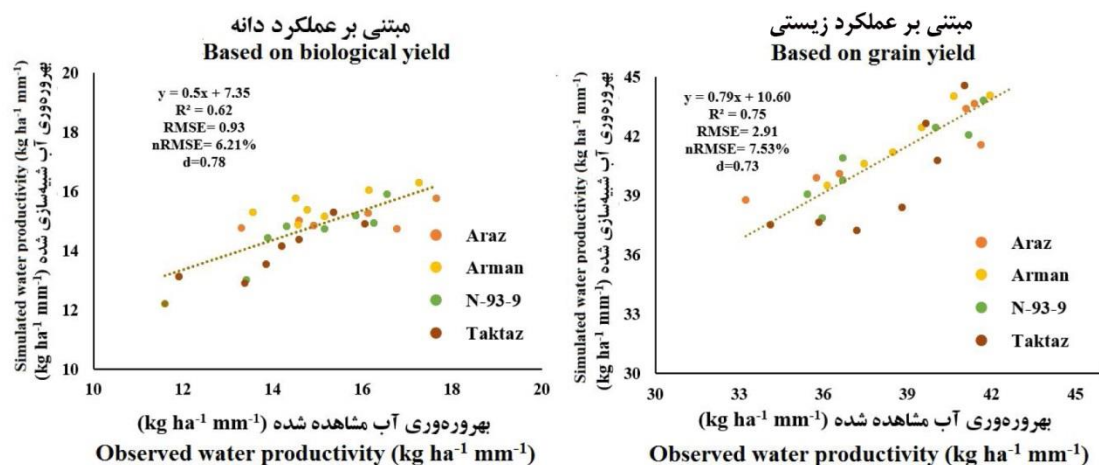 مبتنی بر عملکرد دانه
Based on biological yield
Simulated water productivity (kg ha⁻¹ mm⁻¹)
بهروره‌وری آب شبیه‌سازی شده (kg ha⁻¹ mm⁻¹)
20
18
16
14
12
10
y = 0.5x + 7.35
R² = 0.62
RMSE= 0.93
nRMSE= 6.21%
d=0.78
Araz
Arman
N-93-9
Taktaz
10 12 14 16 18 20
بهروره‌وری آب مشاهده شده (kg ha⁻¹ mm⁻¹)
Observed water productivity (kg ha⁻¹ mm⁻¹)
مبتنی بر عملکرد زیستی
Based on grain yield
Simulated water productivity (kg ha⁻¹ mm⁻¹)
بهروره‌وری آب شبیه‌سازی شده (kg ha⁻¹ mm⁻¹)
45
42
39
36
33
30
y = 0.79x + 10.60
R² = 0.75
RMSE= 2.91
nRMSE= 7.53%
d=0.73
Araz
Arman
N-93-9
Taktaz
30 33 36 39 42 45
بهروره‌وری آب مشاهده شده (kg ha⁻¹ mm⁻¹)
Observed water productivity (kg ha⁻¹ mm⁻¹)